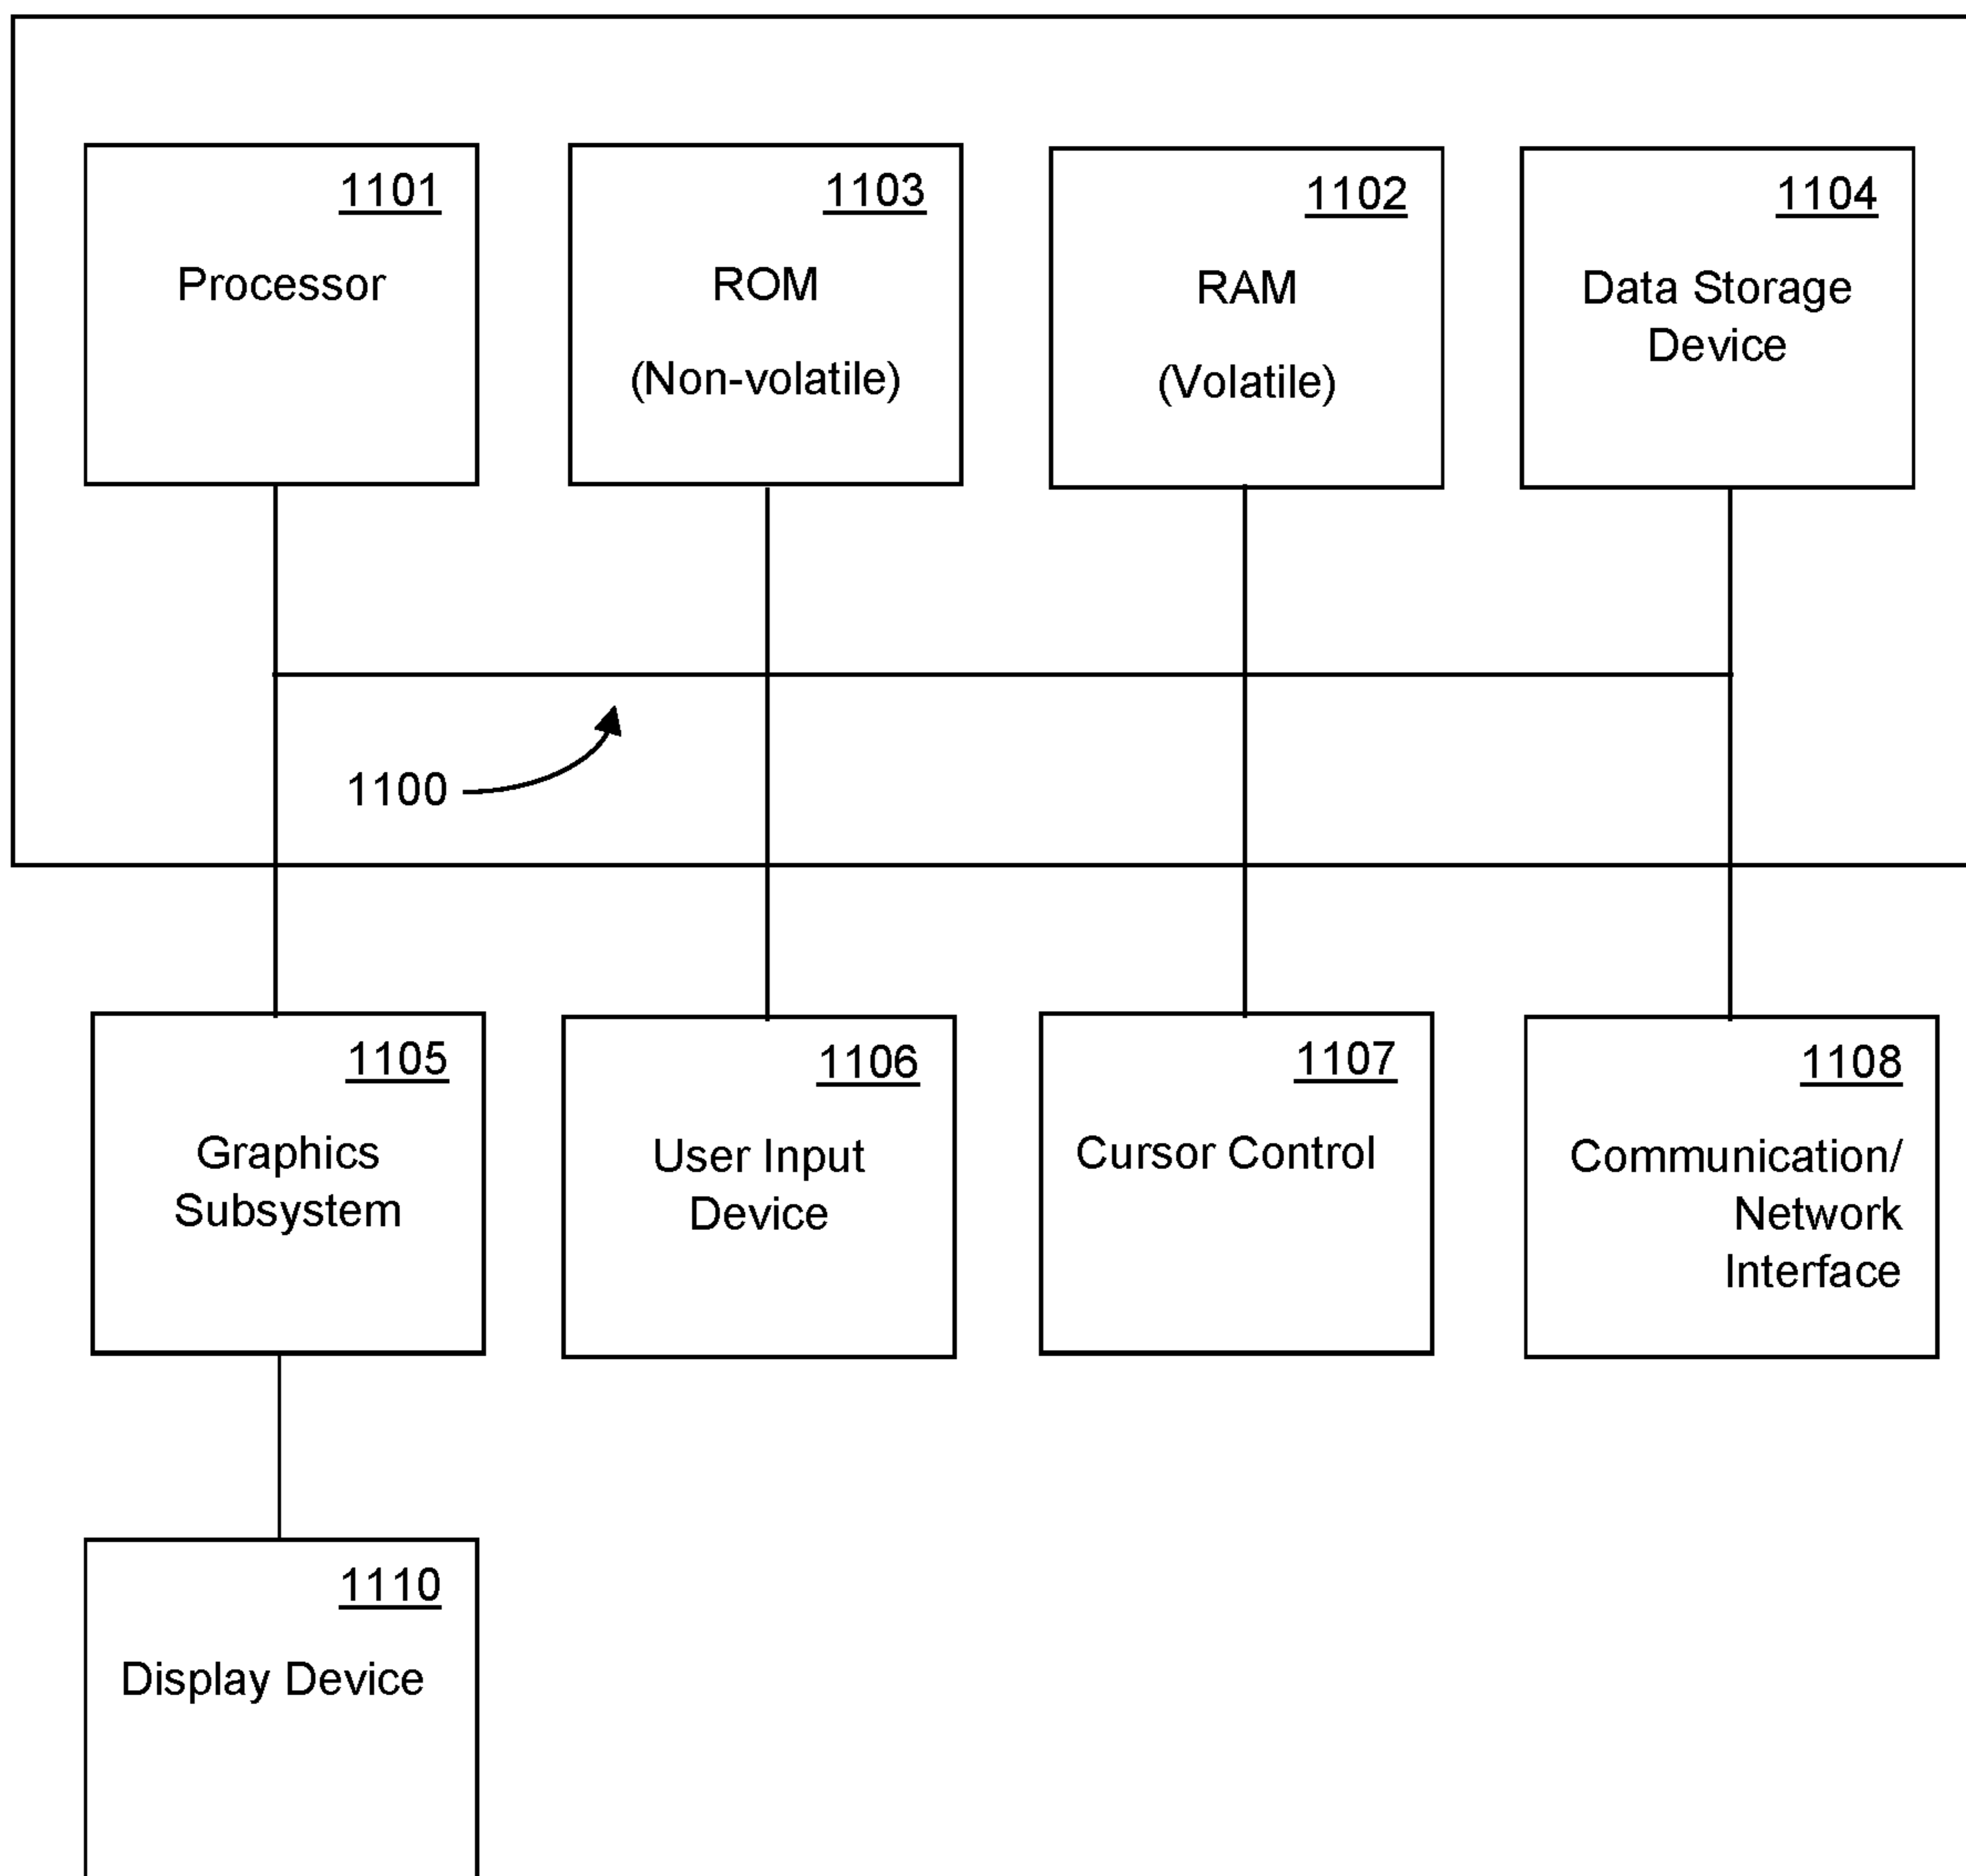 1101
Processor
1103
ROM
(Non-volatile)
1102
RAM
(Volatile)
1104
Data Storage
Device
1100
1105
Graphics
Subsystem
1106
User Input
Device
1107
Cursor Control
1108
Communication/
Network
Interface
1110
Display Device